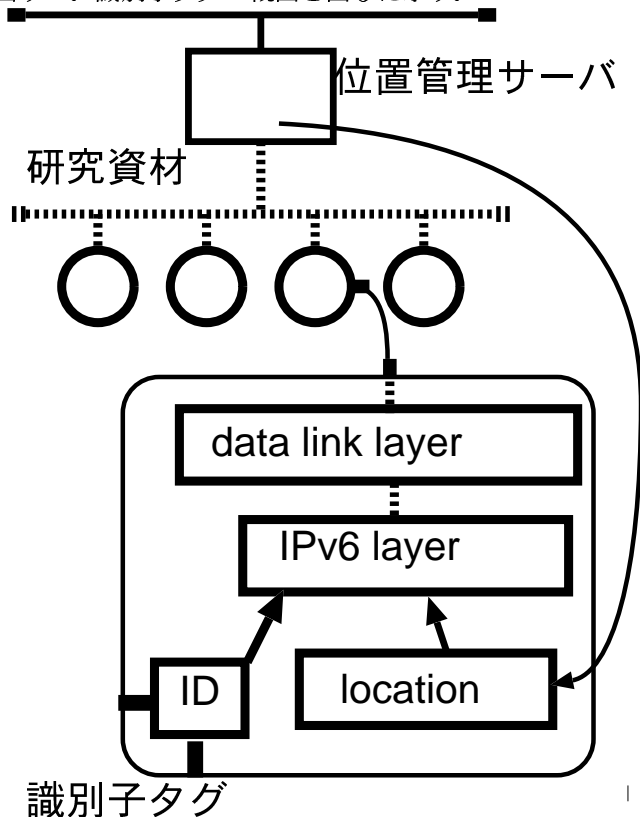 位置管理サーバ
研究資材
data link layer
IPv6 layer
ID
location
識別子タグ